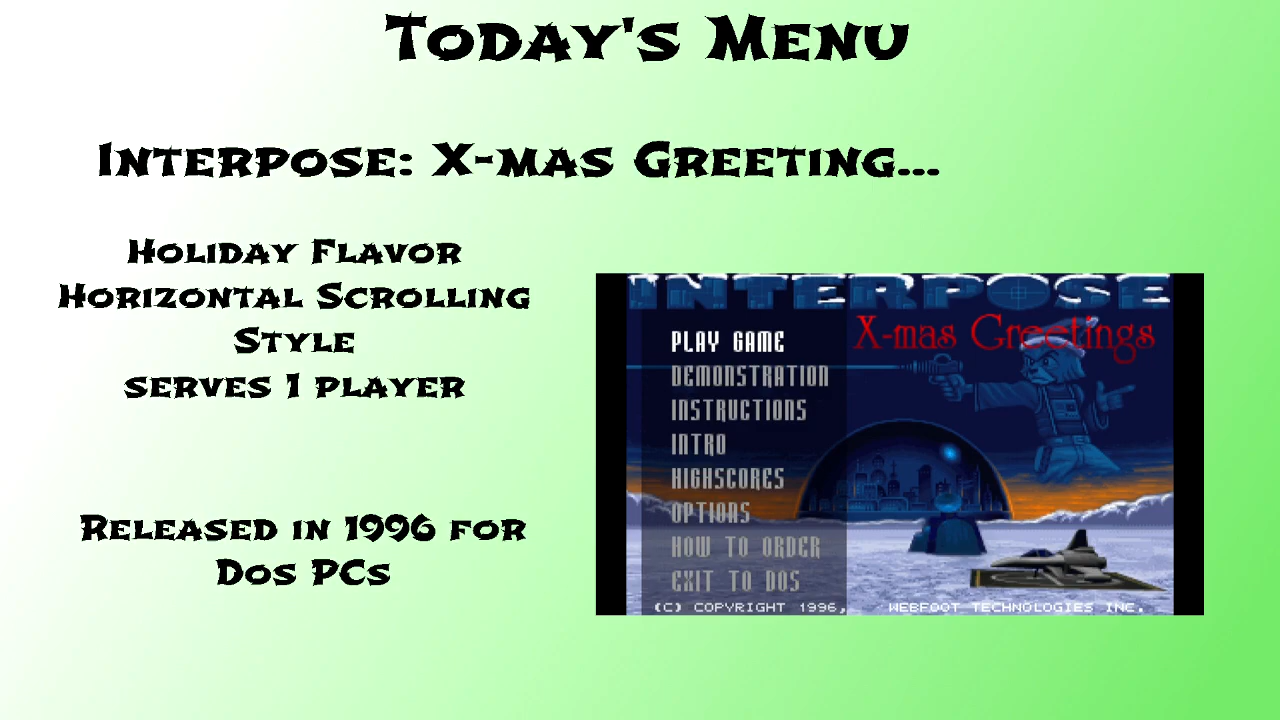 Today's Menu
Interpose: X-mas Greeting...
Holiday Flavor
Horizontal Scrolling
Style
serves 1 player
Released in 1996 for
Dos PCs
INTERPOSE
X-mas Greetings
PLAY GAME
DEMONSTRATION
INSTRUCTIONS
INTRO
HIGHSCORES
OPTIONS
HOW TO ORDER
EXIT TO DOS
(C) COPYRIGHT 1996, WEBFOOT TECHNOLOGIES INC.